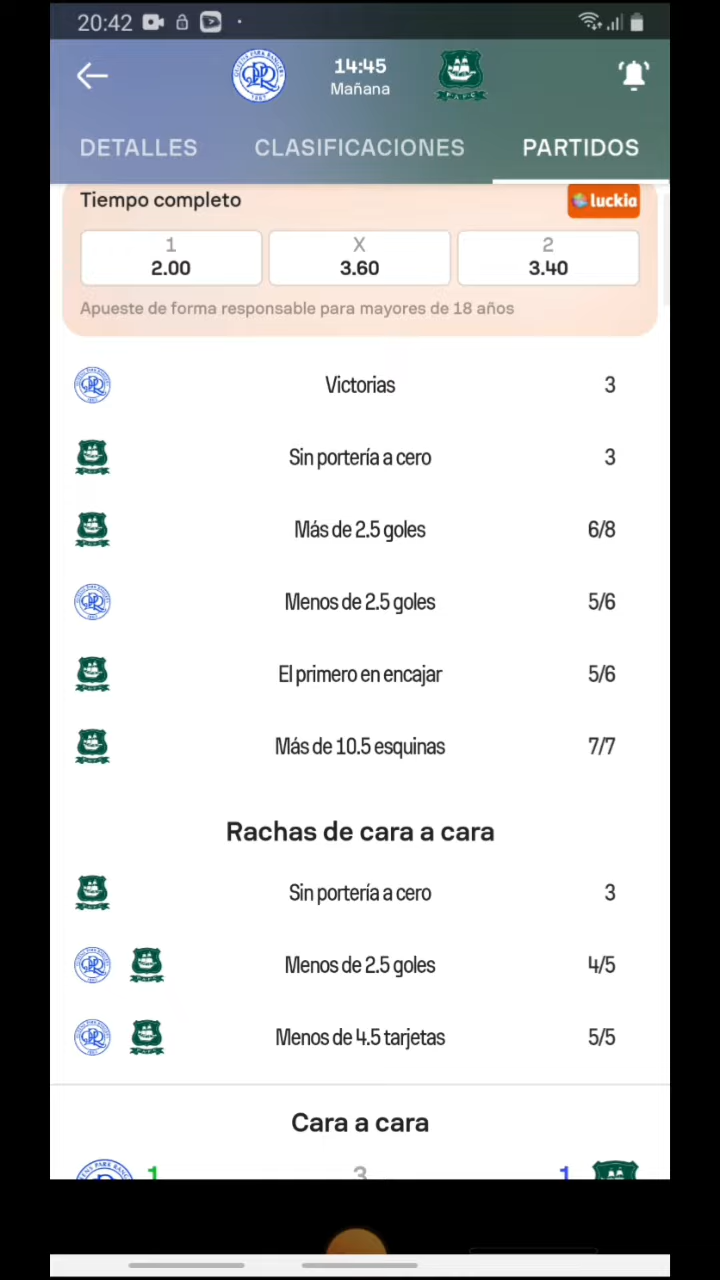 20:42
14:45
Mañana
DETALLES CLASIFICACIONES PARTIDOS
Tiempo completo luckia
1 X 2
2.00 3.60 3.40
Apueste de forma responsable para mayores de 18 años
Victorias 3
Sin portería a cero 3
Más de 2.5 goles 6/8
Menos de 2.5 goles 5/6
El primero en encajar 5/6
Más de 10.5 esquinas 7/7
Rachas de cara a cara
Sin portería a cero 3
Menos de 2.5 goles 4/5
Menos de 4.5 tarjetas 5/5
Cara a cara
1 3 1